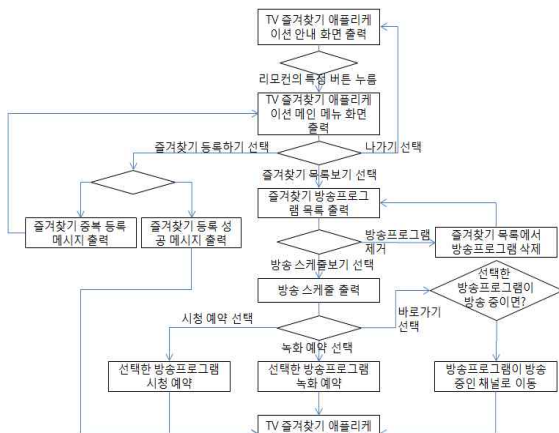 TV 즐겨찾기 애플리케
이션 안내 화면 출력
리모컨의 특정 버튼 누름
TV 즐겨찾기 애플리케
이션 메인 메뉴 화면
출력
즐겨찾기 등록하기 선택
나가기 선택
즐겨찾기 목록보기 선택
즐겨찾기 방송프로그
램 목록 출력
즐겨찾기 중복 등록
메시지 출력
즐겨찾기 등록 성
공 메시지 출력
방송프로그램
제거
즐겨찾기 목록에서
방송프로그램 삭제
방송 스케줄보기 선택
방송 스케줄 출력
선택한
방송프로그램이
방송 중이면?
시청 예약 선택
바로가기
선택
녹화 예약 선택
선택한 방송프로그램
시청 예약
선택한 방송프로그램
녹화 예약
방송프로그램이 방송
중인 채널로 이동
TV 즐겨찾기 애플리케